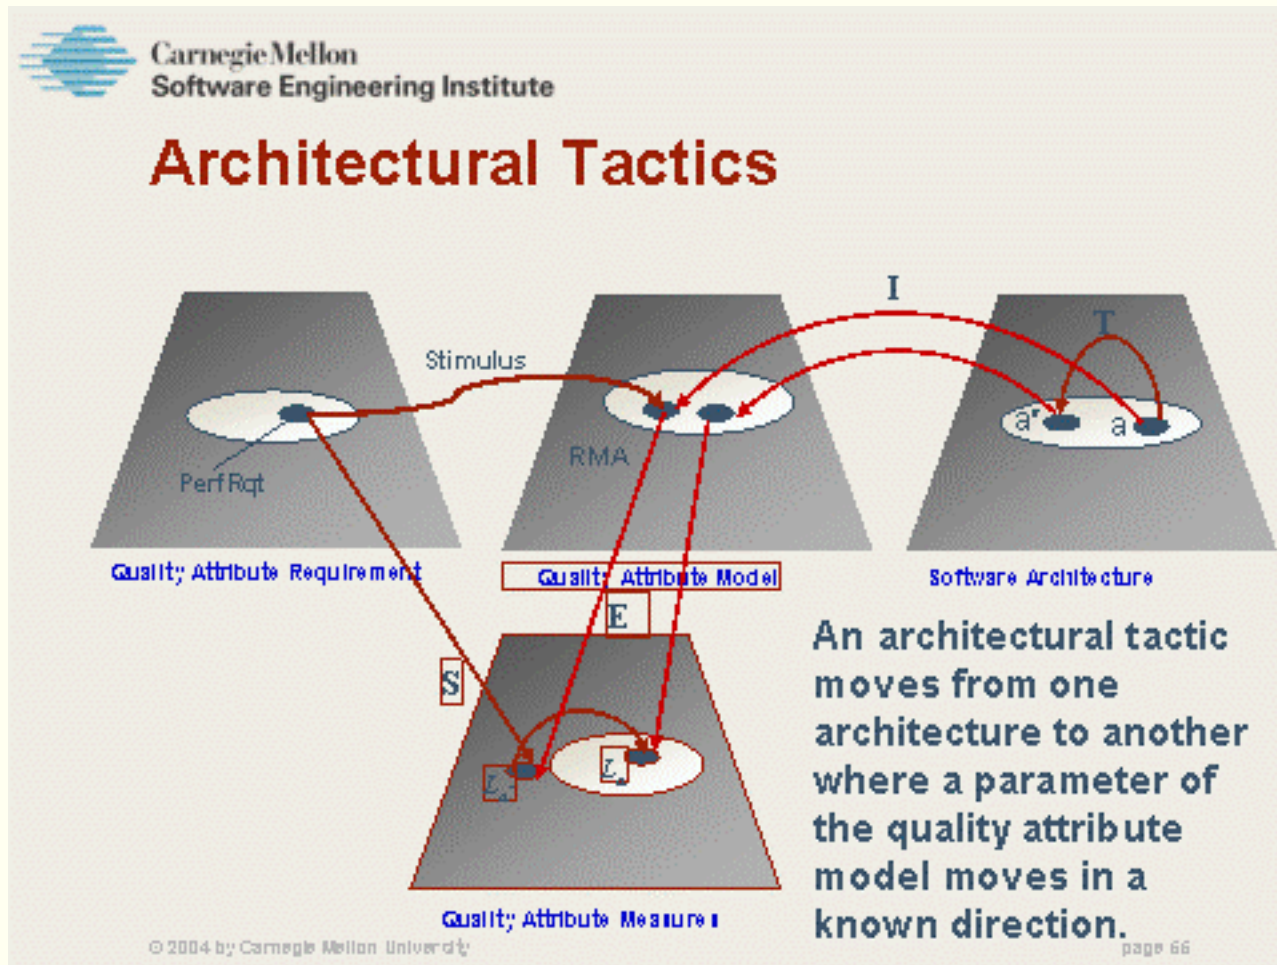 Carnegie Mellon
Software Engineering Institute
Architectural Tactics
I
T
Stimulus
a'
a
RMA
Perf Rqt
Quality Attribute Requirement
Quality Attribute Model
Software Architecture
E
S
L
L
Quality Attribute Measures
An architectural tactic
moves from one
architecture to another
where a parameter of
the quality attribute
model moves in a
known direction.
© 2004 by Carnegie Mellon University
page 66